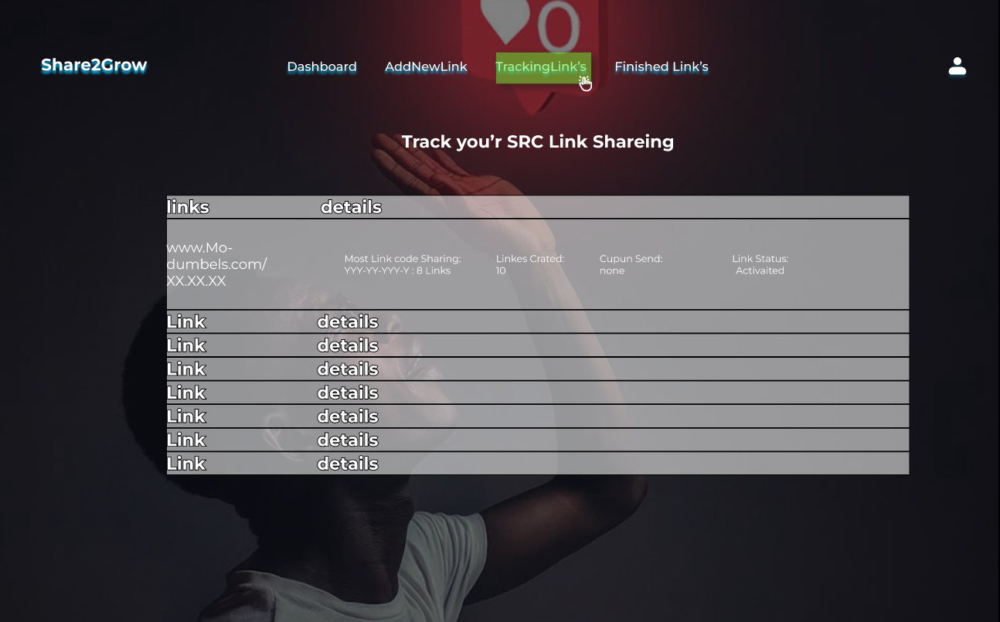 Share2Grow
Dashboard
AddNewLink
TrackingLink's
Finished Link's
0
Track you'r SRC Link Shareing
links details
www.Mo-
dumbels.com/
XX.XX.XX
Most Link code Sharing:
YYY-YY-YYY-Y : 8 Links
Linkes Crated:
10
Cupun Send:
none
Link Status:
Activaited
Link details
Link details
Link details
Link details
Link details
Link details
Link details